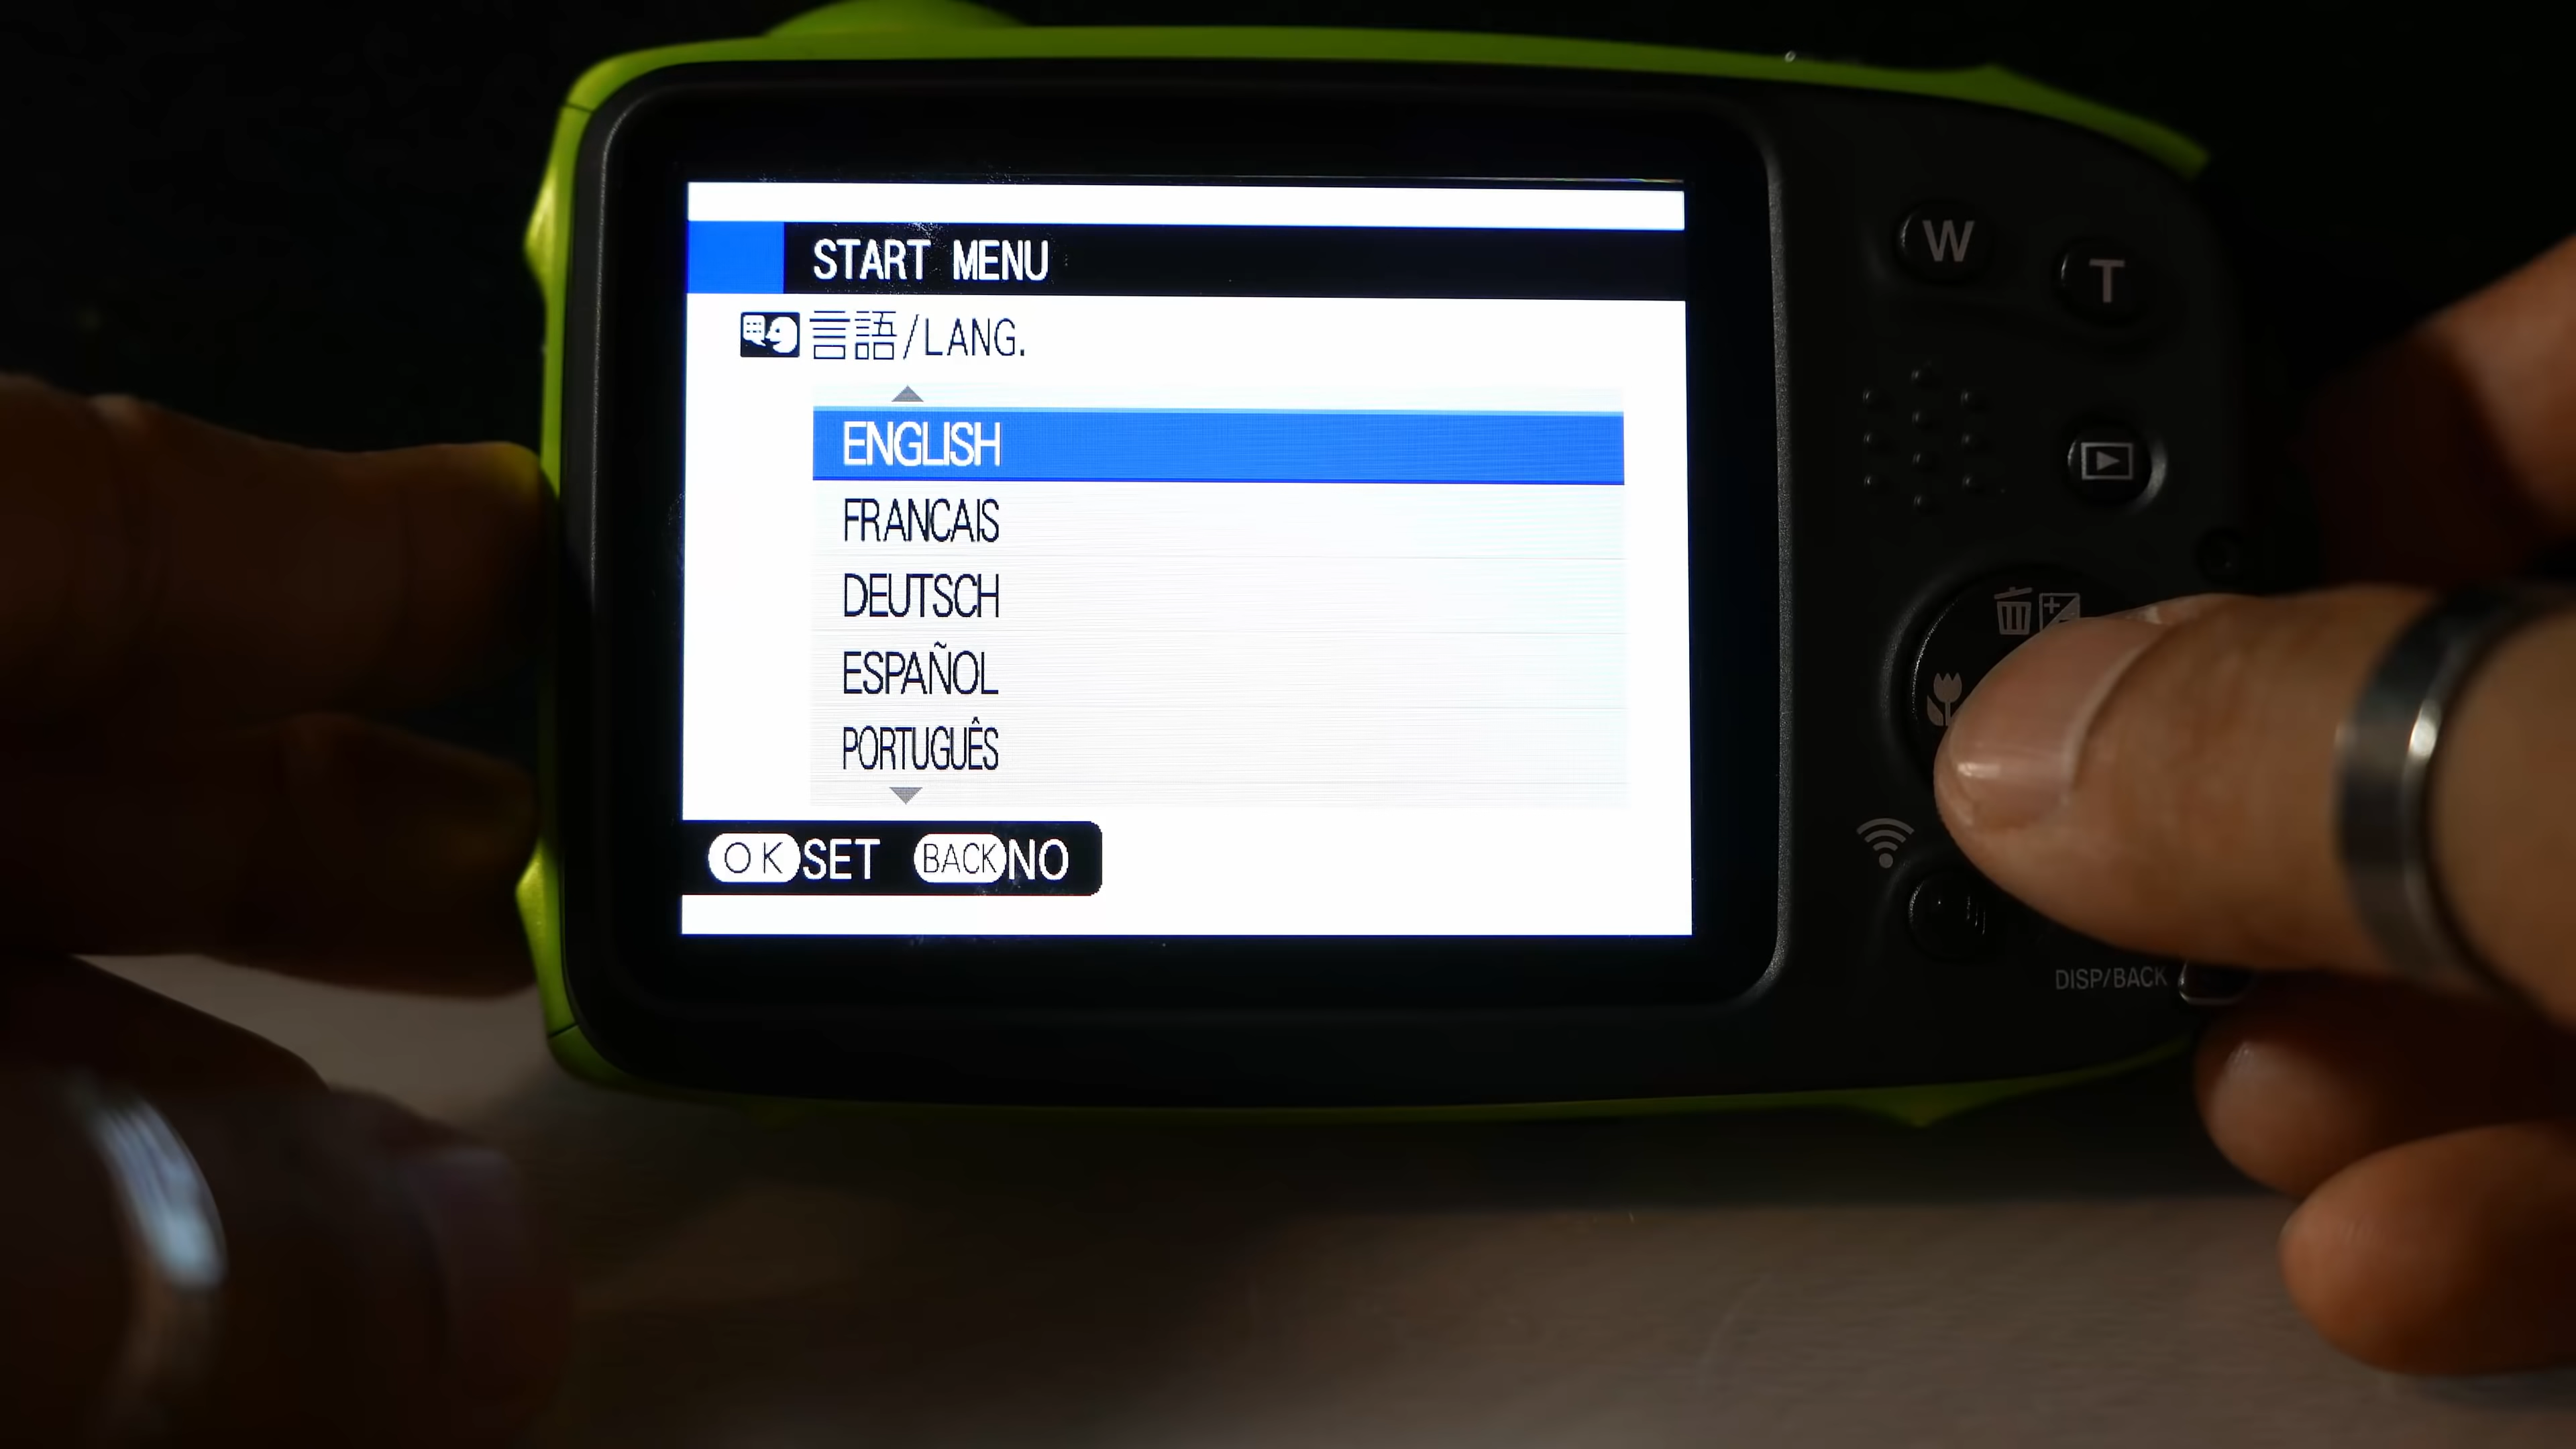 START MENU
言語/LANG.
ENGLISH
FRANCAIS
DEUTSCH
ESPAÑOL
PORTUGUÊS
OK SET BACK NO
W
T
DISP/BACK